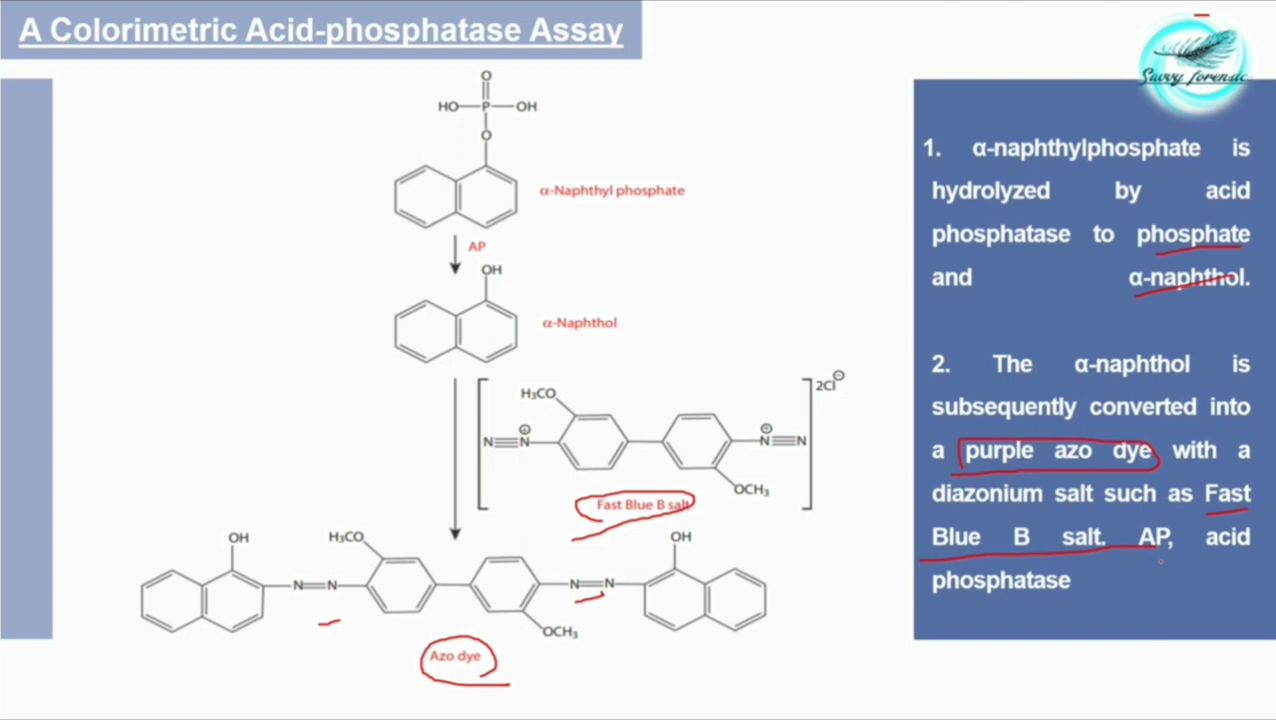 A Colorimetric Acid-phosphatase Assay
Savvy forensic
O
HO P OH
O
α-Naphthyl phosphate
AP
OH
α-Naphthol
H₃CO
2Cl⊖
⊕ ⊕
N≡N N≡N
OCH₃
Fast Blue B salt
OH H₃CO OH
N=N N=N
OCH₃
Azo dye
1. α-naphthylphosphate is
hydrolyzed by acid
phosphatase to phosphate
and α-naphthol.
2. The α-naphthol is
subsequently converted into
a purple azo dye with a
diazonium salt such as Fast
Blue B salt. AP, acid
phosphatase